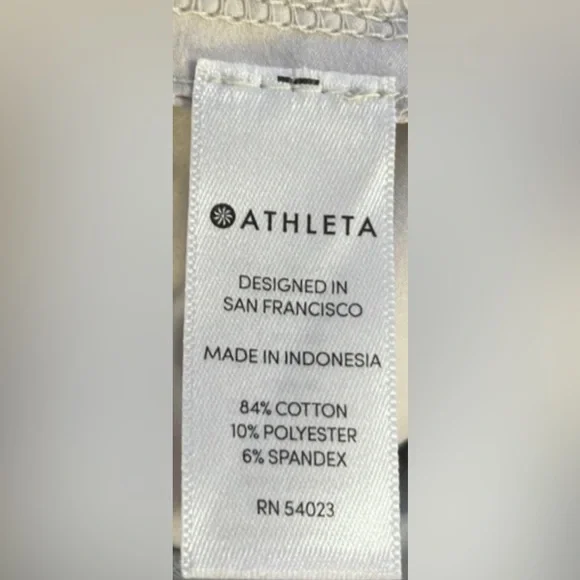 ATHLETA
DESIGNED IN
SAN FRANCISCO
MADE IN INDONESIA
84% COTTON
10% POLYESTER
6% SPANDEX
RN 54023